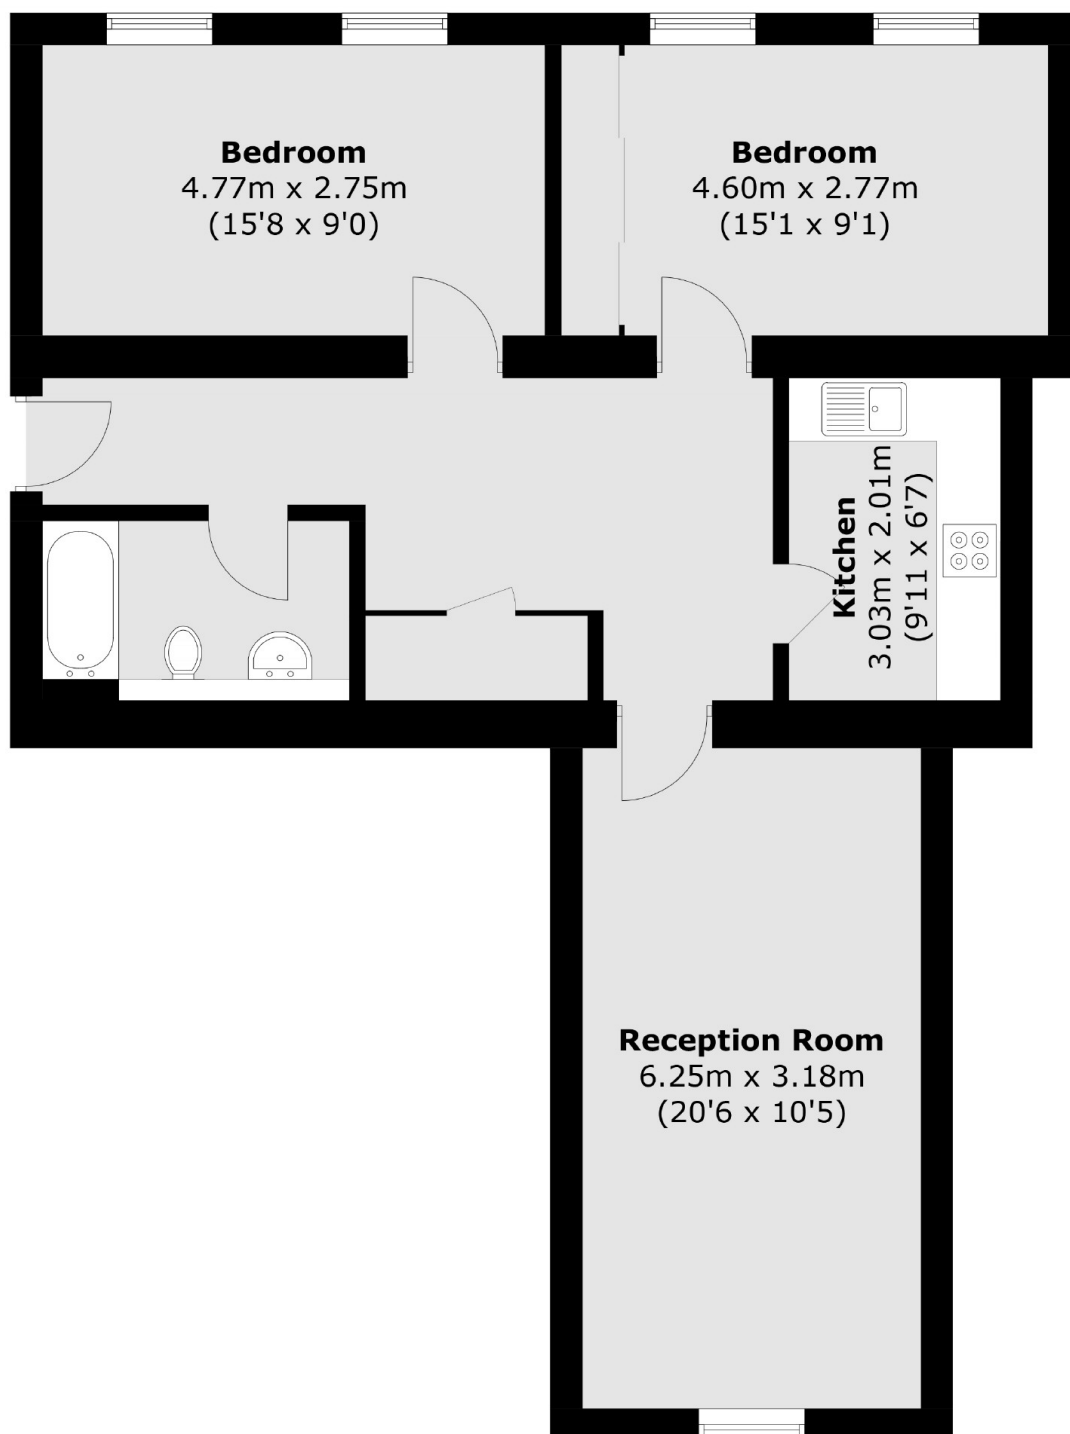 Bedroom
4.77m x 2.75m
(15'8 x 9'0)
Bedroom
4.60m x 2.77m
(15'1 x 9'1)
Kitchen
3.03m x 2.01m
(9'11 x 6'7)
Reception Room
6.25m x 3.18m
(20'6 x 10'5)